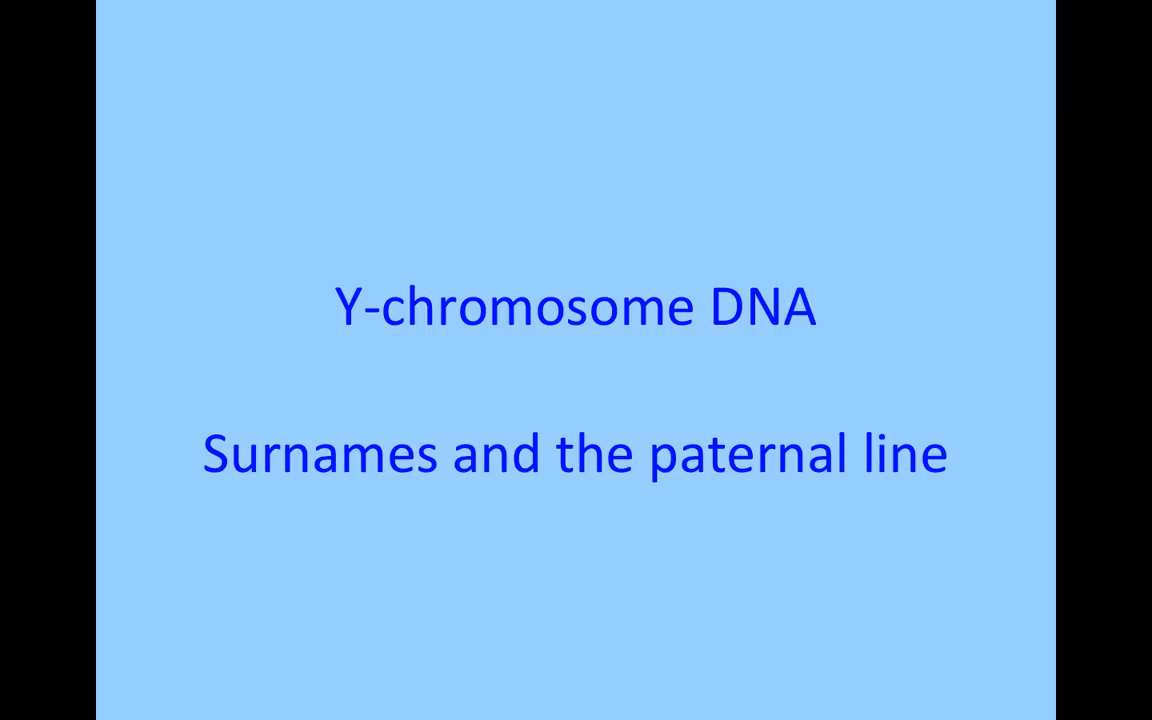 Y-chromosome DNA
Surnames and the paternal line